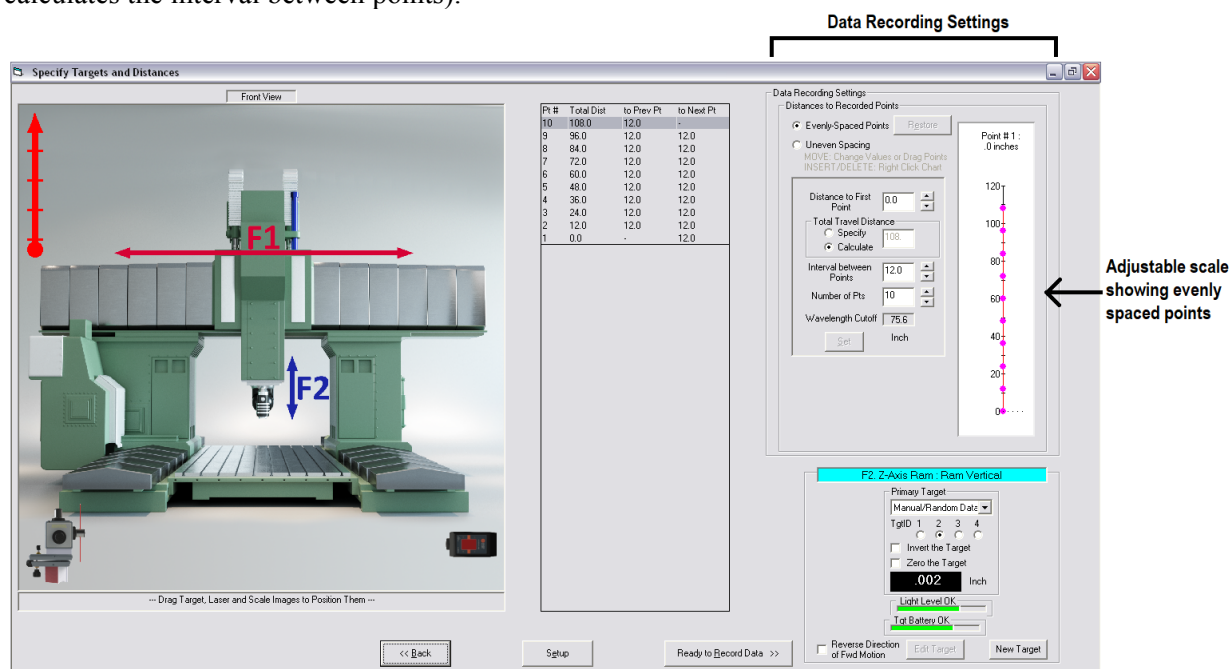 calculates the interval between points).
Data Recording Settings
Specify Targets and Distances
Front View
F1
F2
--- Drag Target, Laser and Scale Images to Position Them ---
Pt # Total Dist to Prev Pt to Next Pt
10 108.0 12.0 -
9 96.0 12.0 12.0
8 84.0 12.0 12.0
7 72.0 12.0 12.0
6 60.0 12.0 12.0
5 48.0 12.0 12.0
4 36.0 12.0 12.0
3 24.0 12.0 12.0
2 12.0 12.0 12.0
1 0.0 - 12.0
Data Recording Settings
Distances to Recorded Points
Evenly-Spaced Points Restore
Uneven Spacing
MOVE: Change Values or Drag Points
INSERT/DELETE: Right Click Chart
Distance to First
Point
0.0
Total Travel Distance
Specify
108.
Calculate
Interval between
Points
12.0
Number of Pts 10
Wavelength Cutoff 75.6
Set Inch
Point # 1 :
.0 inches
120
100
80
60
40
20
0
Adjustable scale
showing evenly
spaced points
F2. Z-Axis Ram : Ram Vertical
Primary Target
Manual/Random Data
TgtID 1 2 3 4
Invert the Target
Zero the Target
.002 Inch
Light Level OK
Tgt Battery OK
Reverse Direction
of Fwd Motion
Edit Target New Target
<< Back Setup Ready to Record Data >>